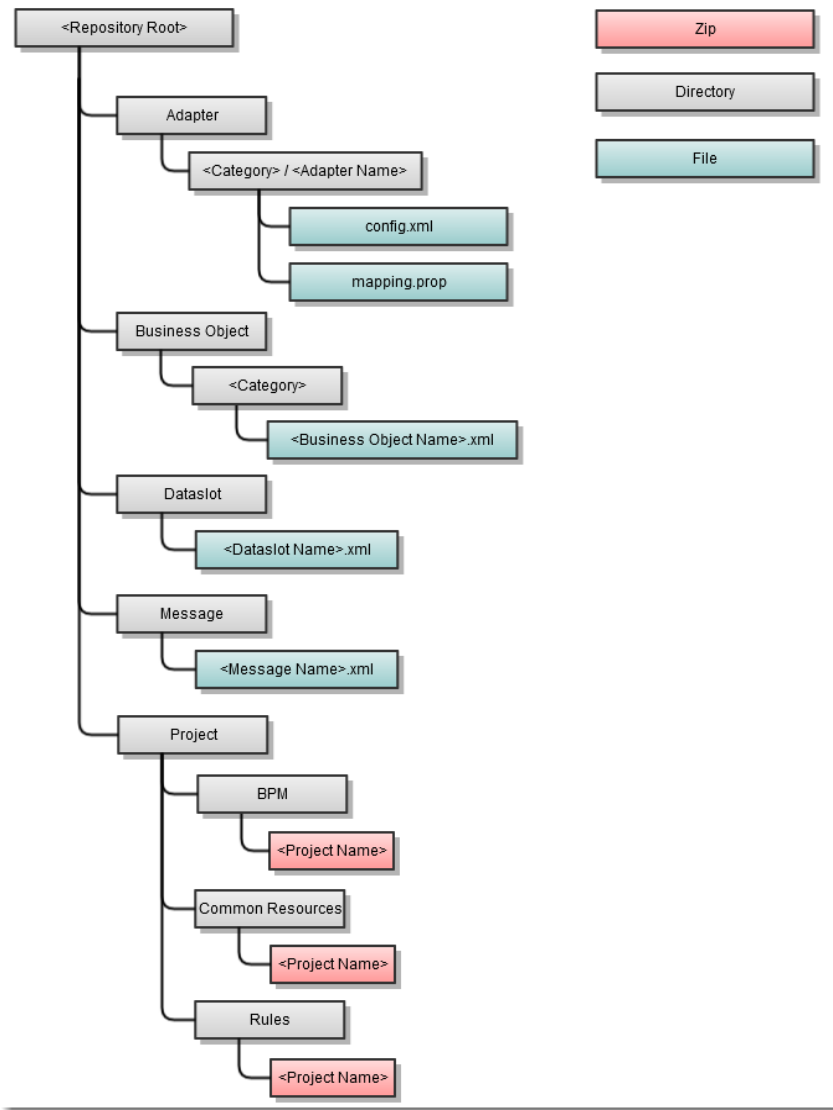 <Repository Root>
Zip
Directory
File
Adapter
<Category> / <Adapter Name>
config.xml
mapping.prop
Business Object
<Category>
<Business Object Name>.xml
Dataslot
<Dataslot Name>.xml
Message
<Message Name>.xml
Project
BPM
<Project Name>
Common Resources
<Project Name>
Rules
<Project Name>